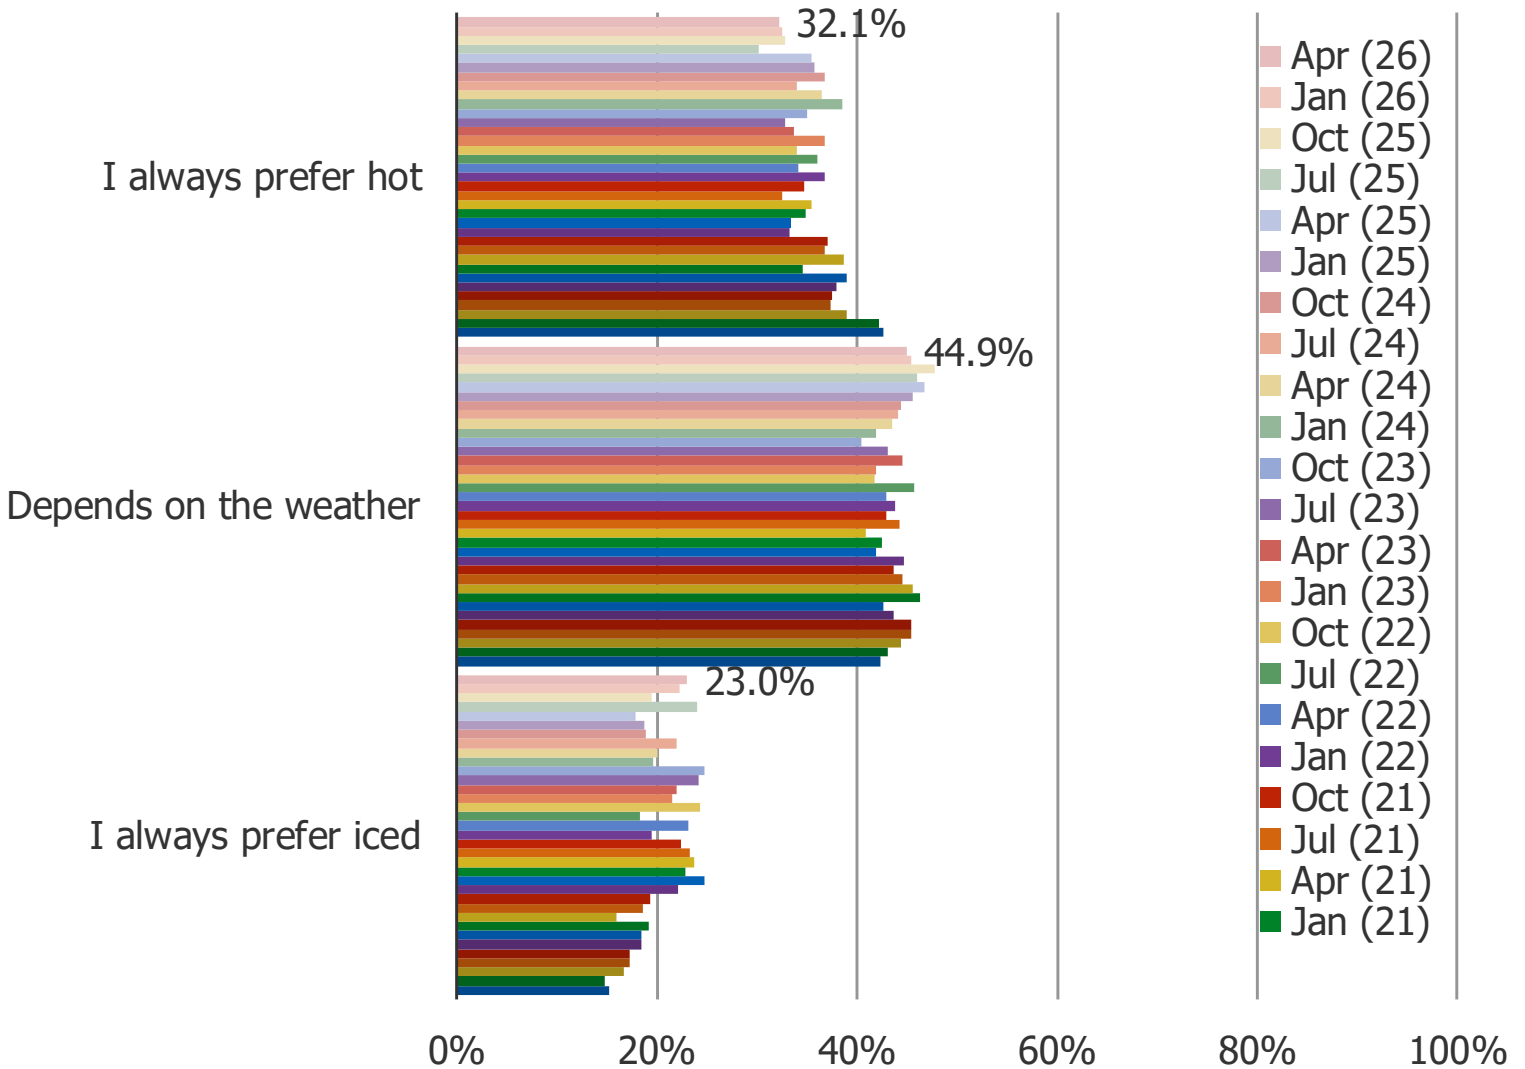 32.1%
I always prefer hot
44.9%
Depends on the weather
23.0%
I always prefer iced
Apr (26)
Jan (26)
Oct (25)
Jul (25)
Apr (25)
Jan (25)
Oct (24)
Jul (24)
Apr (24)
Jan (24)
Oct (23)
Jul (23)
Apr (23)
Jan (23)
Oct (22)
Jul (22)
Apr (22)
Jan (22)
Oct (21)
Jul (21)
Apr (21)
Jan (21)
0% 20% 40% 60% 80% 100%